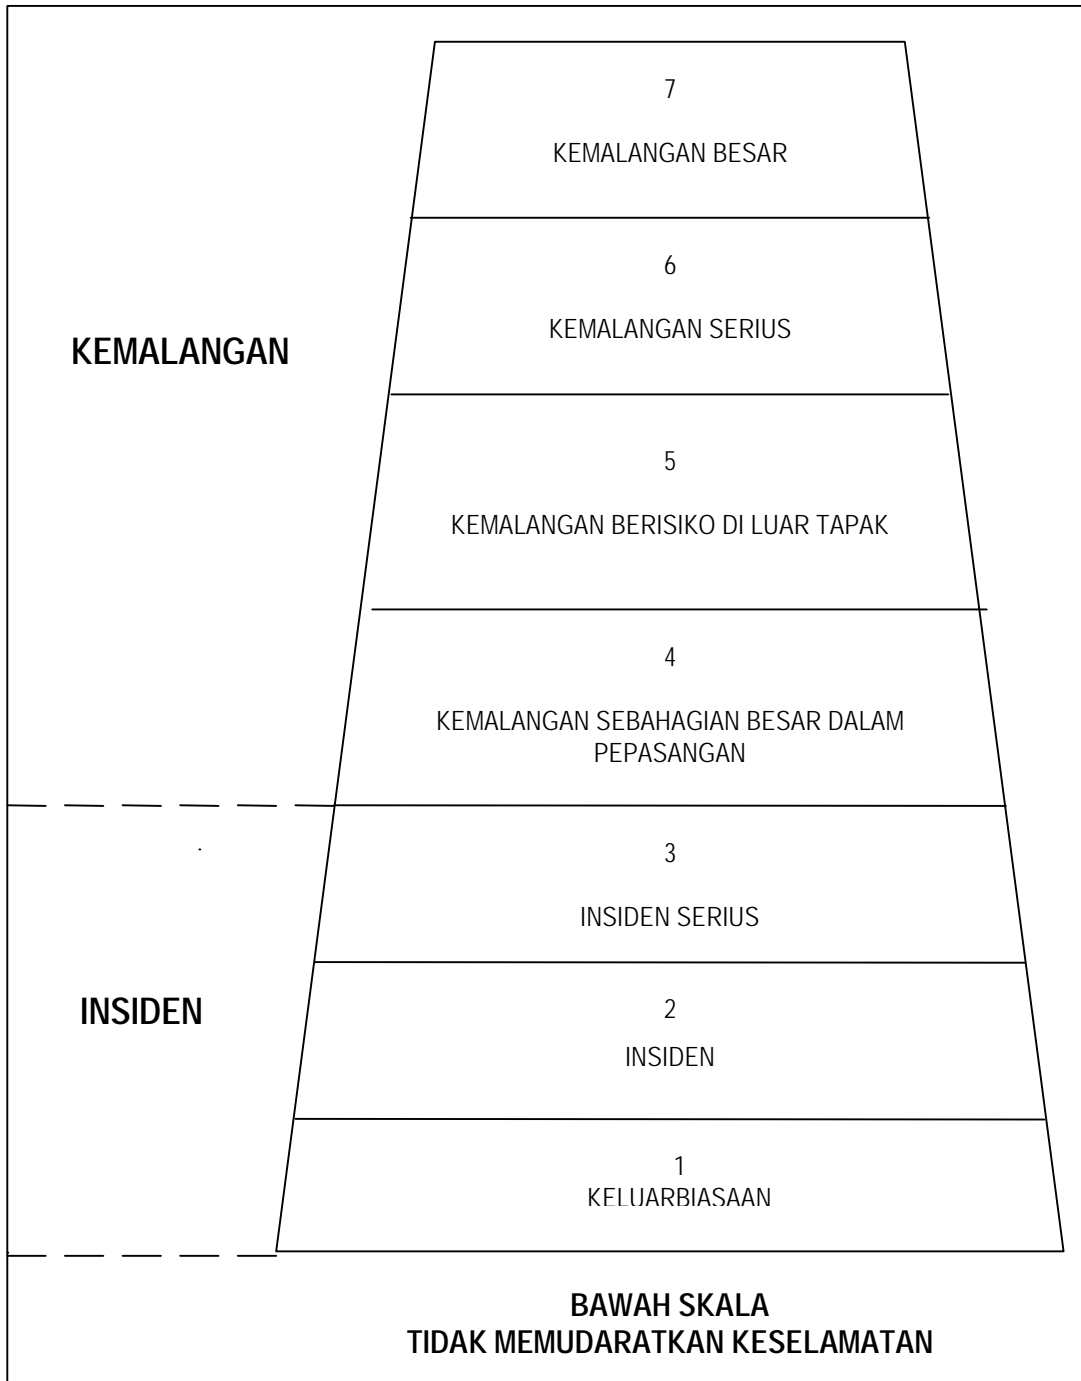 7
KEMALANGAN BESAR
6
KEMALANGAN SERIUS
KEMALANGAN
5
KEMALANGAN BERISIKO DI LUAR TAPAK
4
KEMALANGAN SEBAHAGIAN BESAR DALAM
PEPASANGAN
3
INSIDEN SERIUS
INSIDEN
2
INSIDEN
1
KELUARBIASAAN
BAWAH SKALA
TIDAK MEMUDARATKAN KESELAMATAN